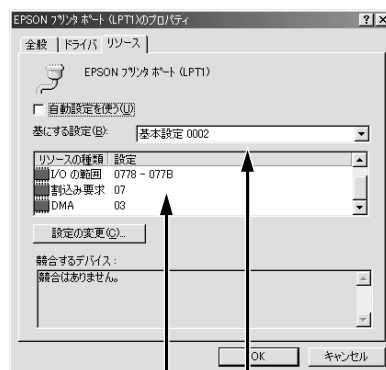 EPSON プリンタ ポート (LPT1)のプロパティ
全般 ドライバ リソース
EPSON プリンタ ポート (LPT1)
自動設定を使う(U)
基にする設定(B): 基本設定 0002
リソースの種類 設定
I/O の範囲 0778 - 077B
割込み要求 07
DMA 03
設定の変更(C)...
競合するデバイス:
競合はありません。
OK キャンセル